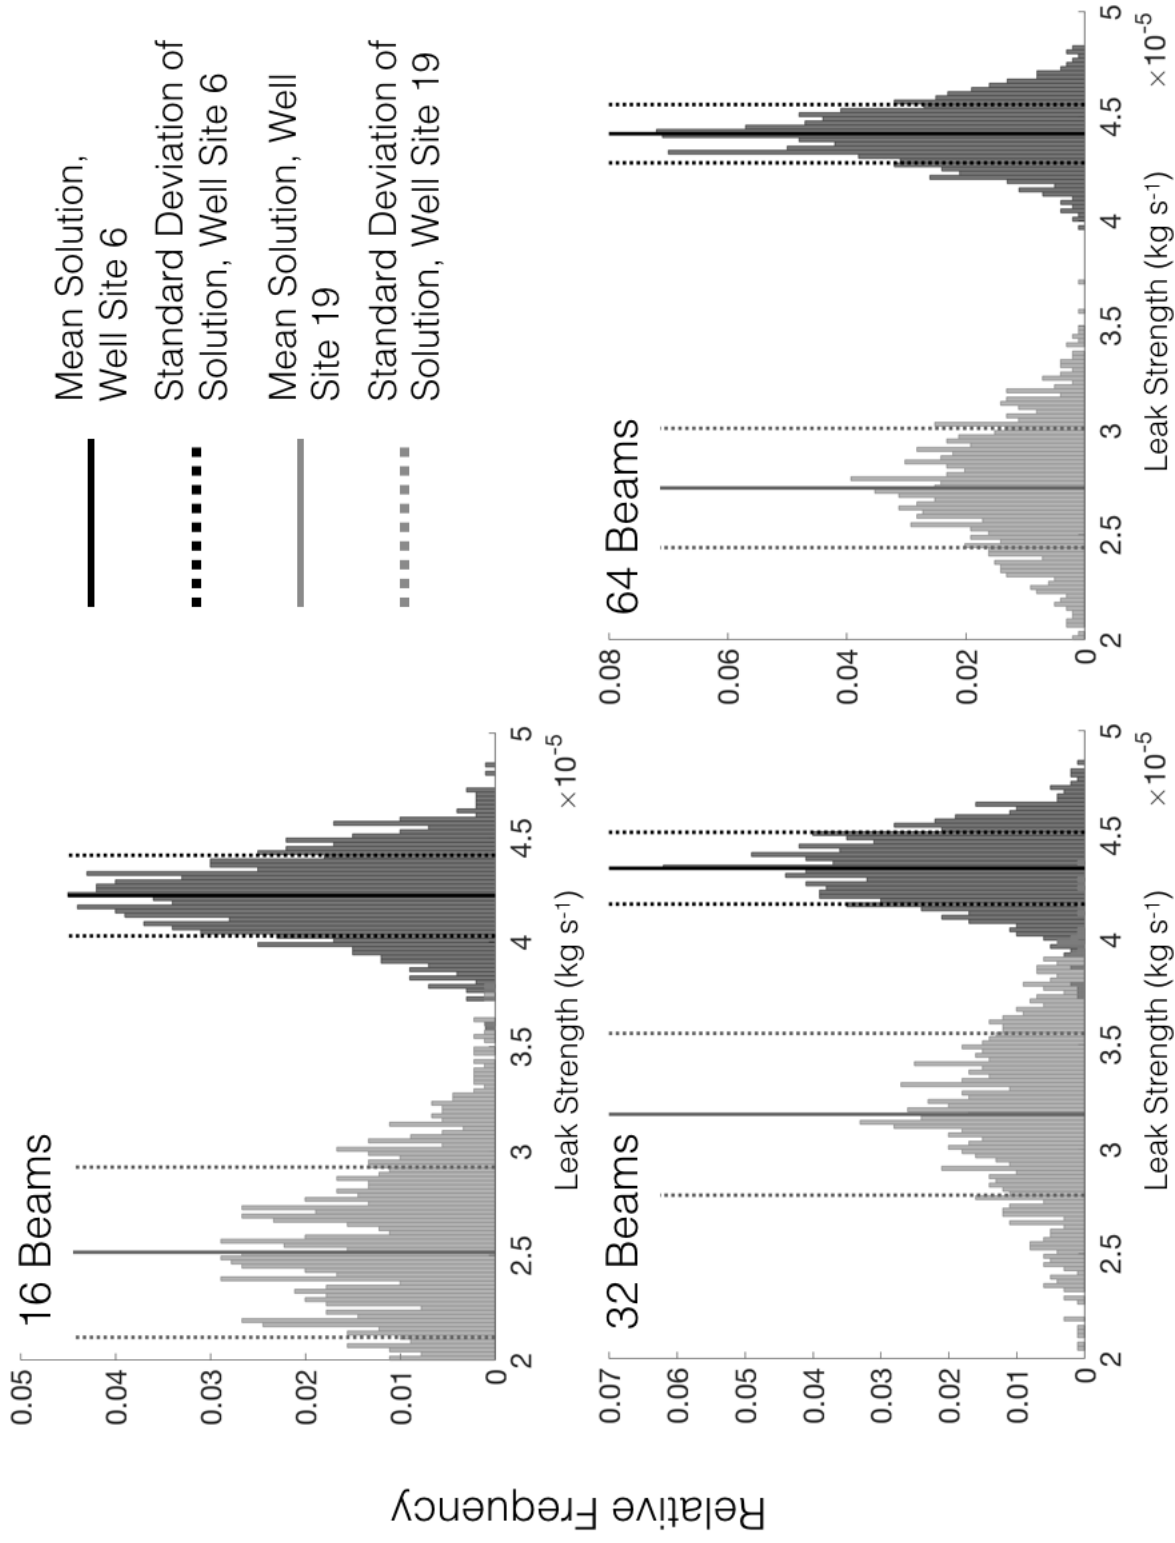 Relative Frequency
16 Beams
0.05
0.04
0.03
0.02
0.01
0
2
2.5
3
3.5
4
4.5
5
Leak Strength (kg s-1)
×10-5
Mean Solution,
Well Site 6
Standard Deviation of
Solution, Well Site 6
Mean Solution, Well
Site 19
Standard Deviation of
Solution, Well Site 19
32 Beams
0.07
0.06
0.05
0.04
0.03
0.02
0.01
0
2
2.5
3
3.5
4
4.5
5
Leak Strength (kg s-1)
×10-5
64 Beams
0.08
0.06
0.04
0.02
0
2
2.5
3
3.5
4
4.5
5
Leak Strength (kg s-1)
×10-5